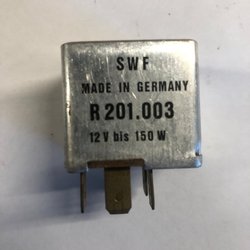 SWF
MADE IN GERMANY
R 201.003
12 V bis 150 W